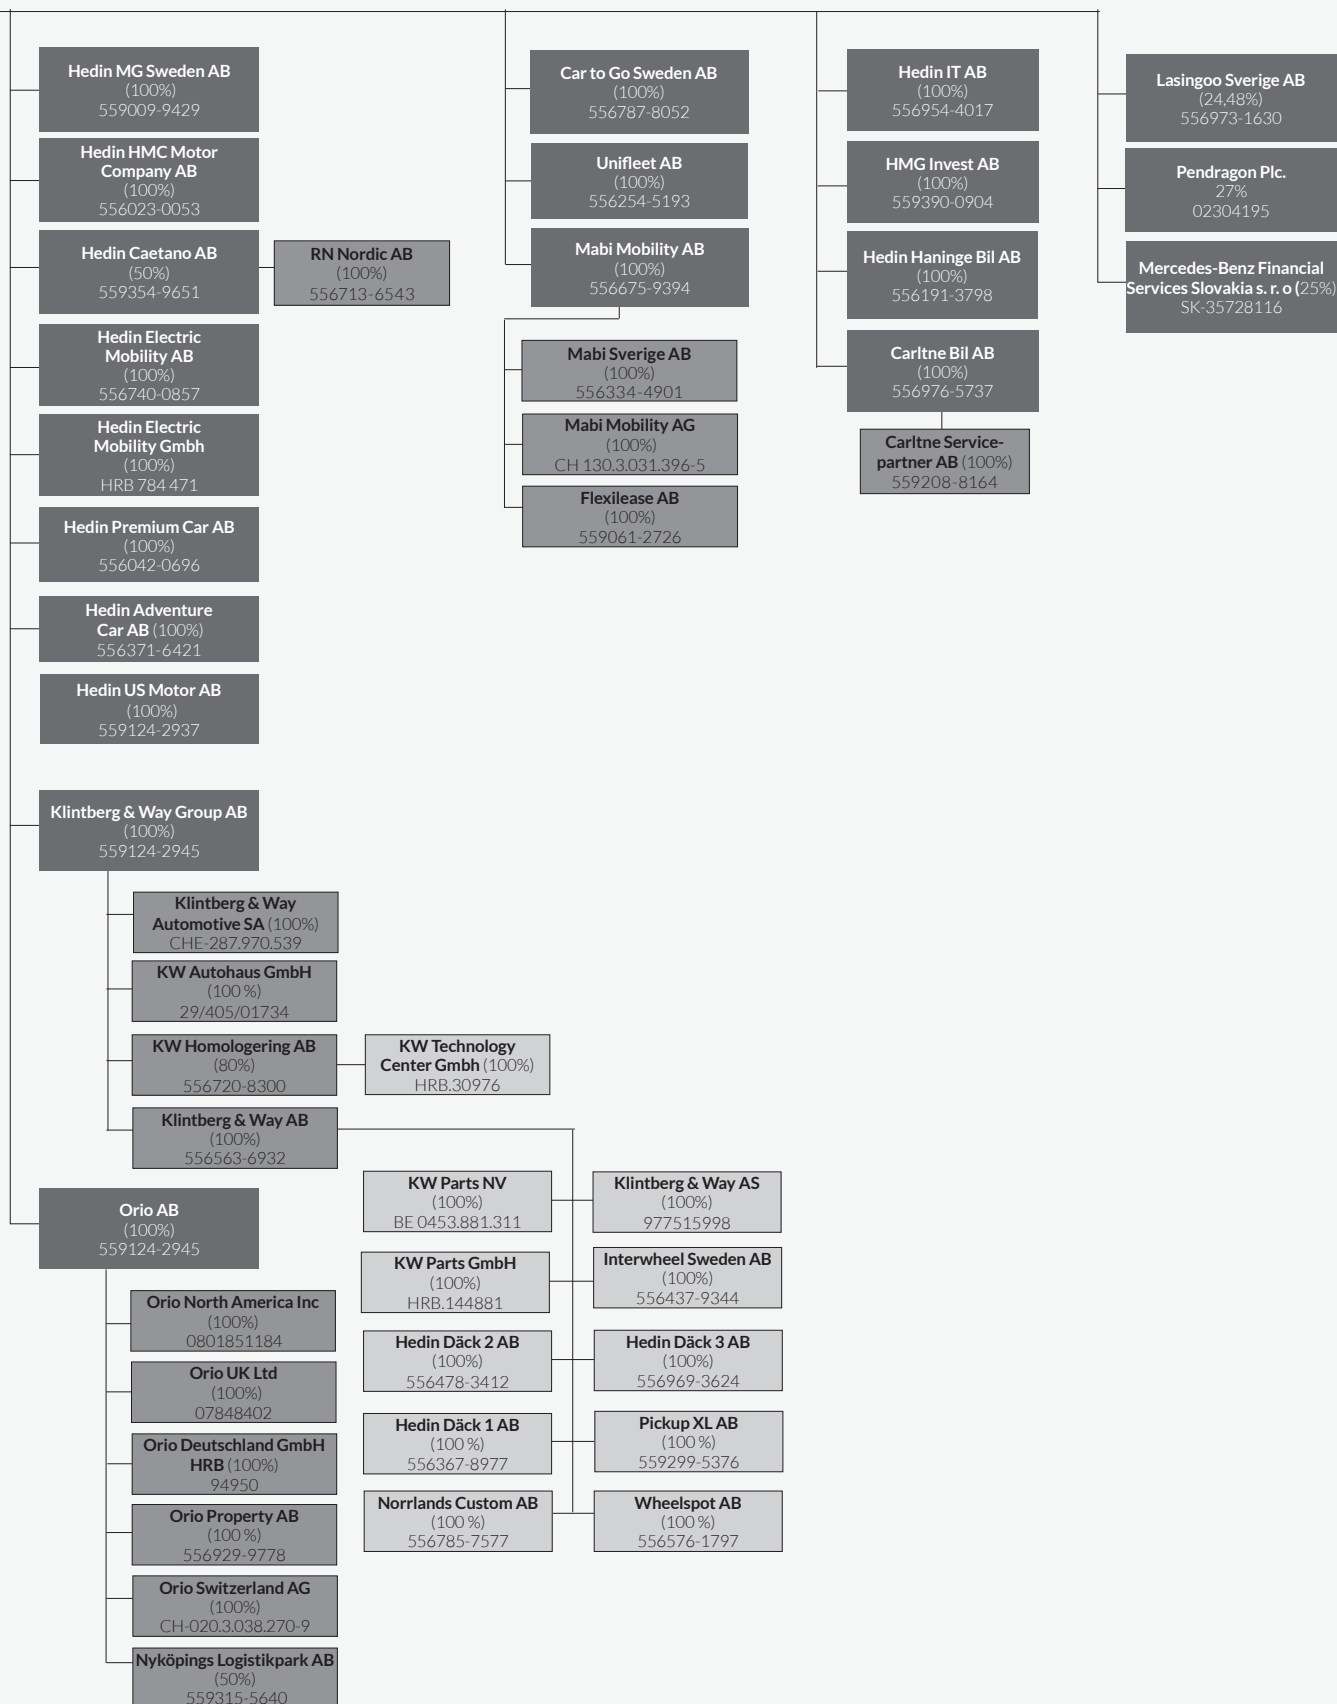 Hedin MG Sweden AB
(100%)
559009-9429
Hedin HMC Motor
Company AB
(100%)
556023-0053
Hedin Caetano AB
(50%)
559354-9651
RN Nordic AB
(100%)
556713-6543
Hedin Electric
Mobility AB
(100%)
556740-0857
Hedin Electric
Mobility Gmbh
(100%)
HRB 784 471
Hedin Premium Car AB
(100%)
556042-0696
Hedin Adventure
Car AB (100%)
556371-6421
Hedin US Motor AB
(100%)
559124-2937
Klintberg & Way Group AB
(100%)
559124-2945
Klintberg & Way
Automotive SA (100%)
CHE-287.970.539
KW Autohaus GmbH
(100 %)
29/405/01734
KW Homologering AB
(80%)
556720-8300
KW Technology
Center Gmbh (100%)
HRB.30976
Klintberg & Way AB
(100%)
556563-6932
KW Parts NV
(100%)
BE 0453.881.311
Klintberg & Way AS
(100%)
977515998
KW Parts GmbH
(100%)
HRB.144881
Interwheel Sweden AB
(100%)
556437-9344
Hedin Däck 2 AB
(100%)
556478-3412
Hedin Däck 3 AB
(100%)
556969-3624
Hedin Däck 1 AB
(100 %)
556367-8977
Pickup XL AB
(100 %)
559299-5376
Norrlands Custom AB
(100 %)
556785-7577
Wheelspot AB
(100 %)
556576-1797
Orio AB
(100%)
559124-2945
Orio North America Inc
(100%)
0801851184
Orio UK Ltd
(100%)
07848402
Orio Deutschland GmbH
HRB (100%)
94950
Orio Property AB
(100 %)
556929-9778
Orio Switzerland AG
(100%)
CH-020.3.038.270-9
Nyköpings Logistikpark AB
(50%)
559315-5640
Car to Go Sweden AB
(100%)
556787-8052
Unifleet AB
(100%)
556254-5193
Mabi Mobility AB
(100%)
556675-9394
Mabi Sverige AB
(100%)
556334-4901
Mabi Mobility AG
(100%)
CH 130.3.031.396-5
Flexilease AB
(100%)
559061-2726
Hedin IT AB
(100%)
556954-4017
HMG Invest AB
(100%)
559390-0904
Hedin Haninge Bil AB
(100%)
556191-3798
Carltne Bil AB
(100%)
556976-5737
Carltne Service-
partner AB (100%)
559208-8164
Lasingoo Sverige AB
(24,48%)
556973-1630
Pendragon Plc.
27%
02304195
Mercedes-Benz Financial
Services Slovakia s. r. o (25%)
SK-35728116